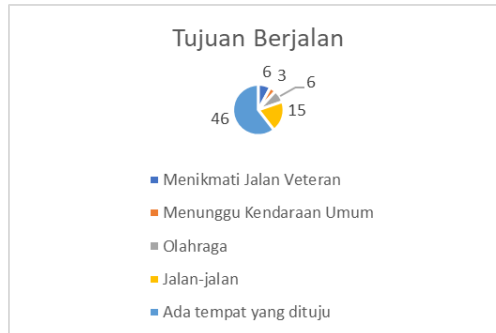 Tujuan Berjalan
6 3 6
46 15
Menikmati Jalan Veteran
Menunggu Kendaraan Umum
Olahraga
Jalan-jalan
Ada tempat yang dituju